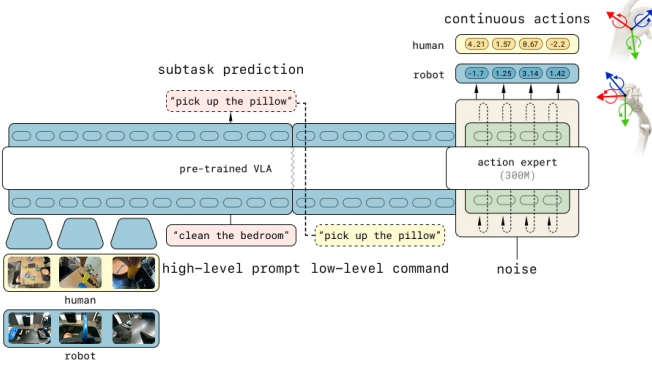 continuous actions
human
4.21 1.57 0.67 -2.2
robot
-1.7 1.25 3.14 1.42
subtask prediction
"pick up the pillow"
pre-trained VLA
action expert
(300M)
"clean the bedroom"
"pick up the pillow"
high-level prompt
low-level command
noise
human
robot